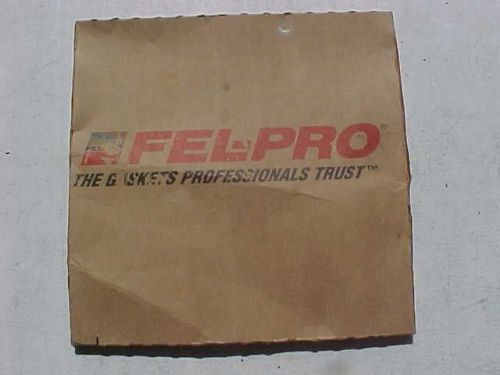 FEL-PRO®
THE GASKETS PROFESSIONALS TRUST™